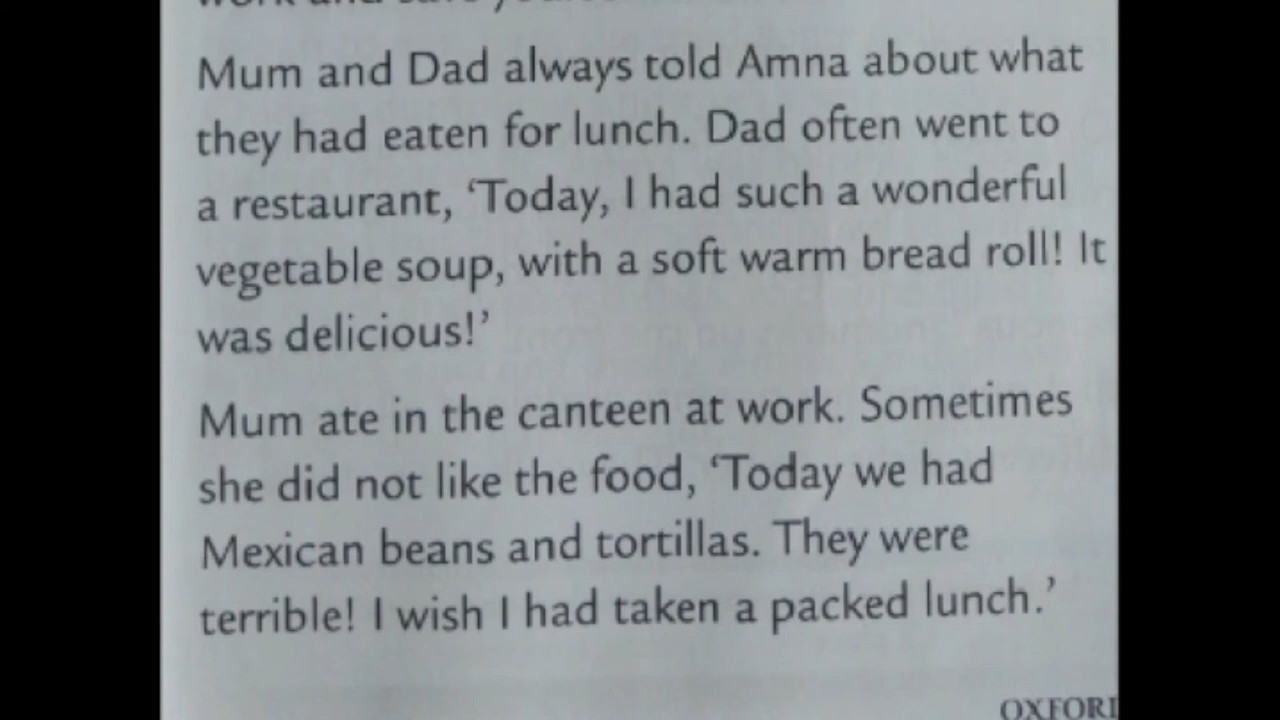 Mum and Dad always told Amna about what
they had eaten for lunch. Dad often went to
a restaurant, ‘Today, I had such a wonderful
vegetable soup, with a soft warm bread roll! It
was delicious!’
Mum ate in the canteen at work. Sometimes
she did not like the food, ‘Today we had
Mexican beans and tortillas. They were
terrible! I wish I had taken a packed lunch.’